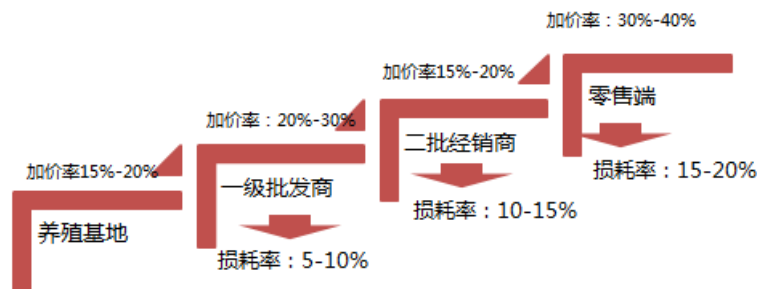 加价率：30%-40%
加价率15%-20%
零售端
加价率：20%-30%
二批经销商
损耗率：15-20%
加价率15%-20%
一级批发商
损耗率：10-15%
养殖基地
损耗率：5-10%